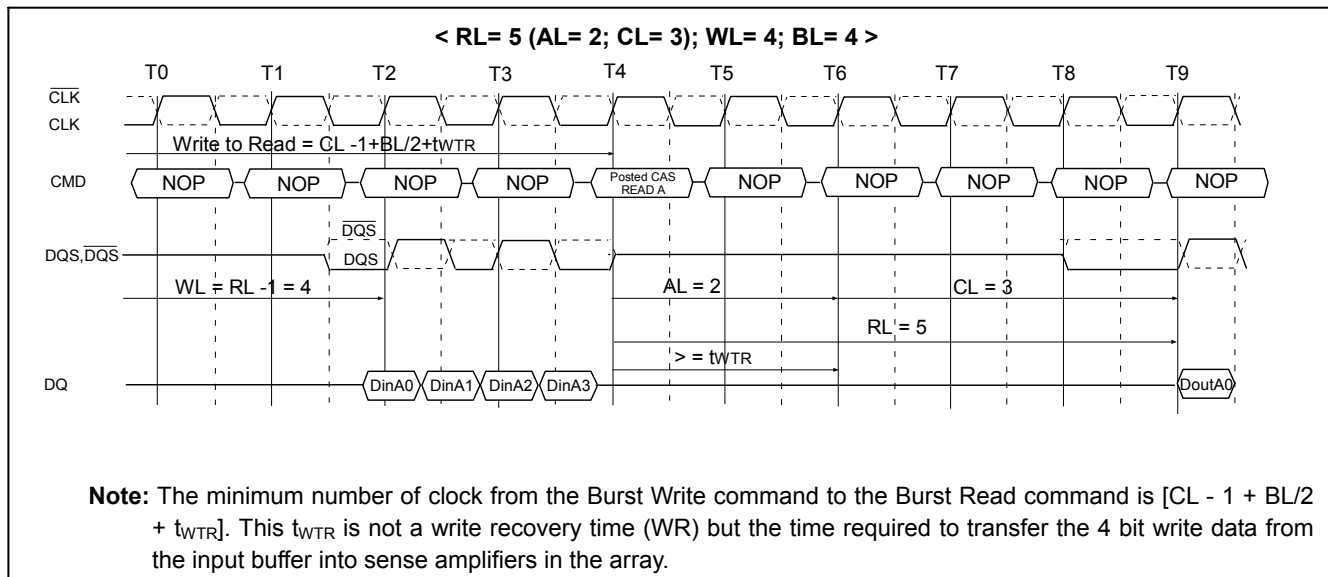 < RL= 5 (AL= 2; CL= 3); WL= 4; BL= 4 >
T0 T1 T2 T3 T4 T5 T6 T7 T8 T9
CLK
CLK
Write to Read = CL -1+BL/2+tWTR
CMD NOP NOP NOP NOP Posted CAS READ A NOP NOP NOP NOP NOP
DQS
DQS,DQS DQS
WL = RL -1 = 4 AL = 2 CL = 3
RL = 5
> = tWTR
DQ DinA0 DinA1 DinA2 DinA3 DoutA0
Note: The minimum number of clock from the Burst Write command to the Burst Read command is [CL - 1 + BL/2
+ tWTR]. This tWTR is not a write recovery time (WR) but the time required to transfer the 4 bit write data from
the input buffer into sense amplifiers in the array.